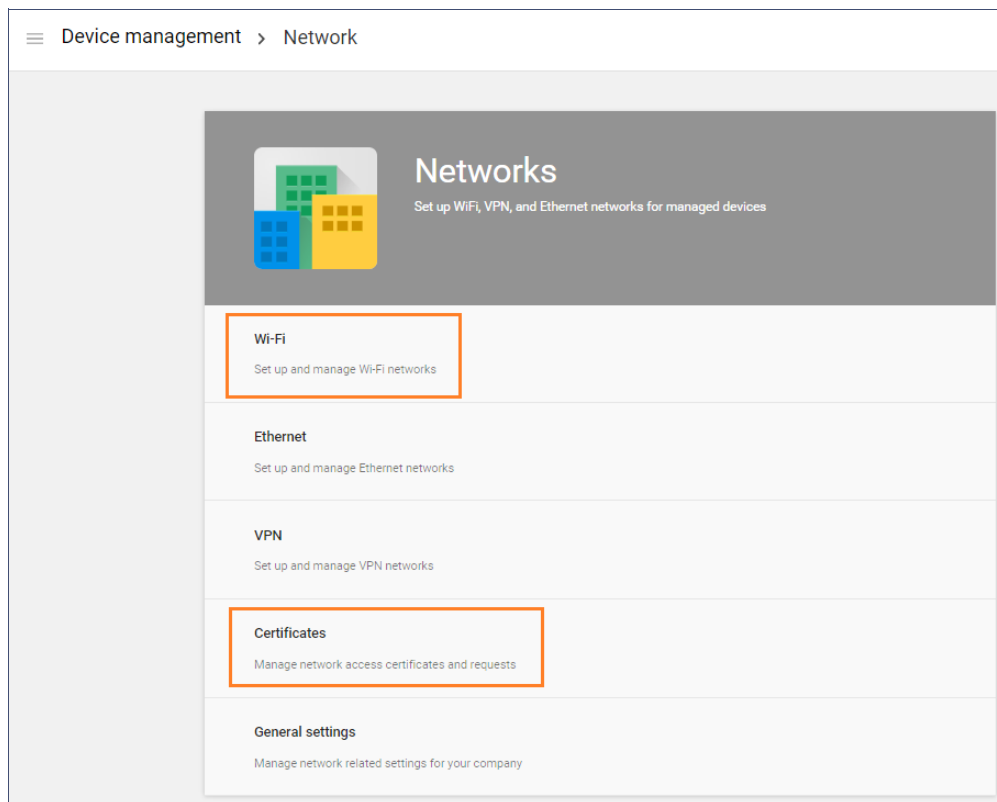 Device management > Network
Networks
Set up WiFi, VPN, and Ethernet networks for managed devices
Wi-Fi
Set up and manage Wi-Fi networks
Ethernet
Set up and manage Ethernet networks
VPN
Set up and manage VPN networks
Certificates
Manage network access certificates and requests
General settings
Manage network related settings for your company